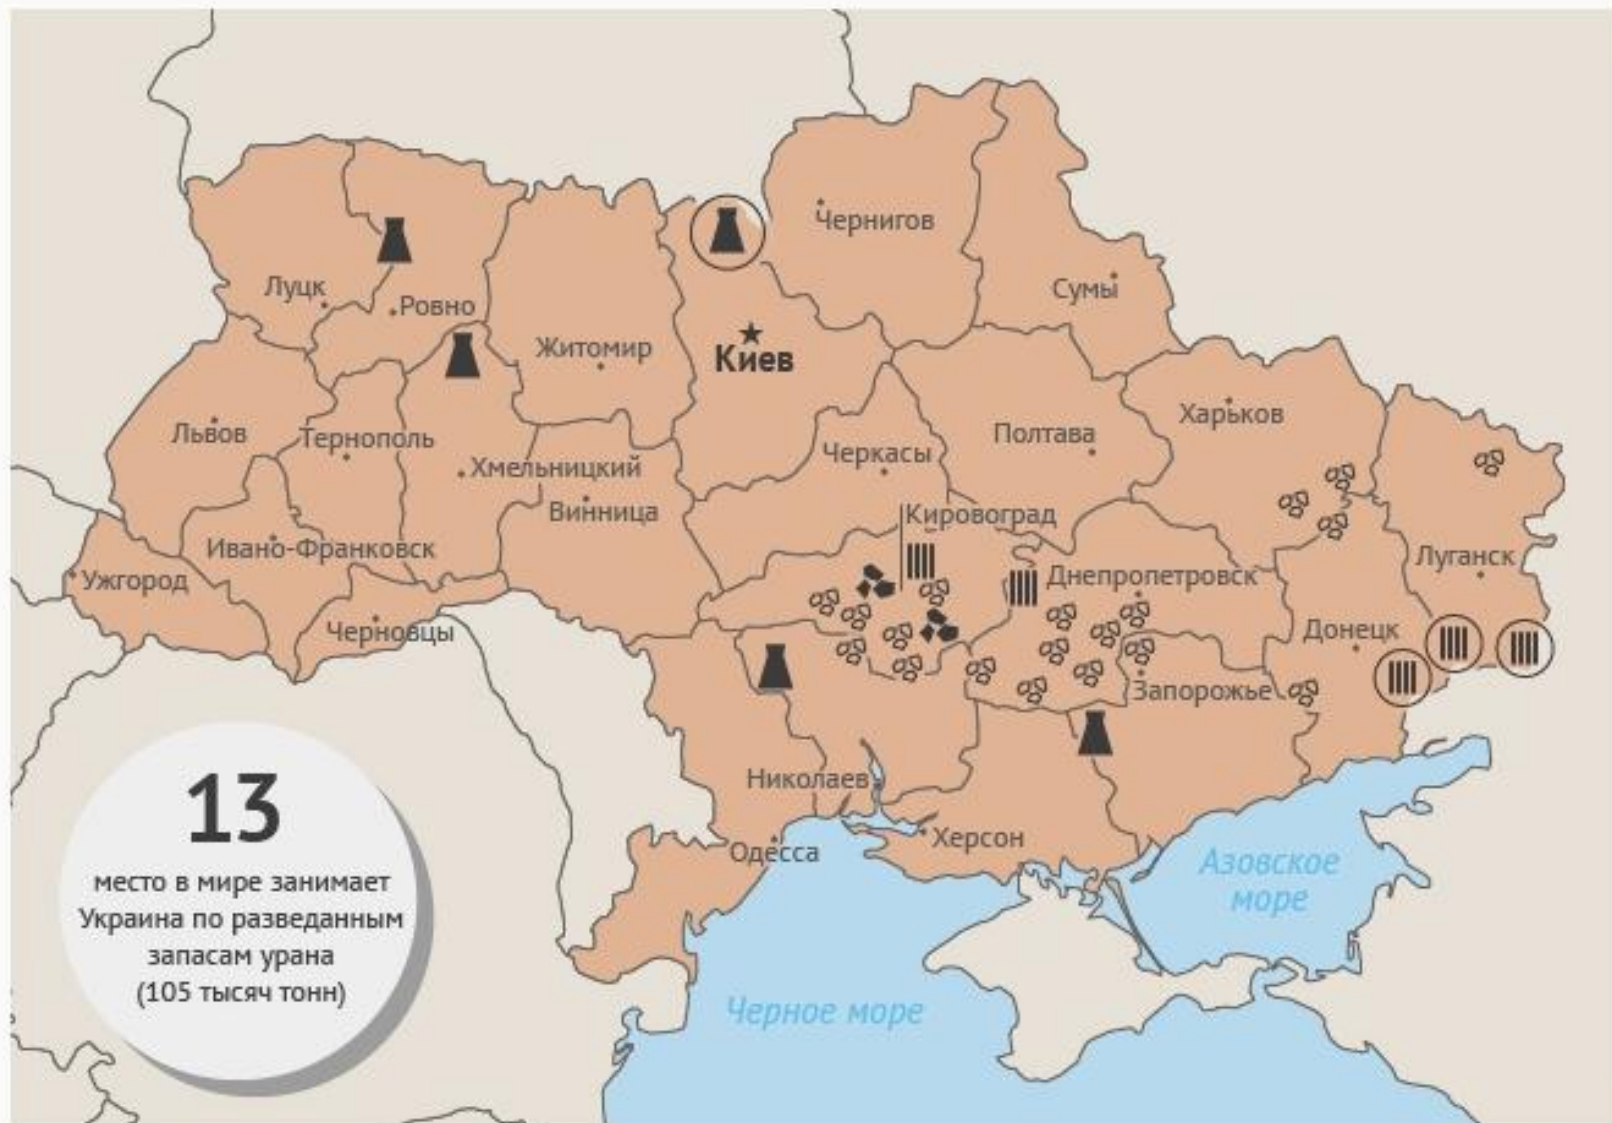 Чернигов
Луцк
Ровно
Сумы
Житомир
Киев
Львов
Тернополь
Хмельницкий
Винница
Черкасы
Полтава
Харьков
Кировоград
Ивано-Франковск
Ужгород
Черновцы
Днепропетровск
Луганск
Донецк
Запорожье
Николаев
Херсон
Одесса
Азовское
море
Черное море
13
место в мире занимает
Украина по разведанным
запасам урана
(105 тысяч тонн)